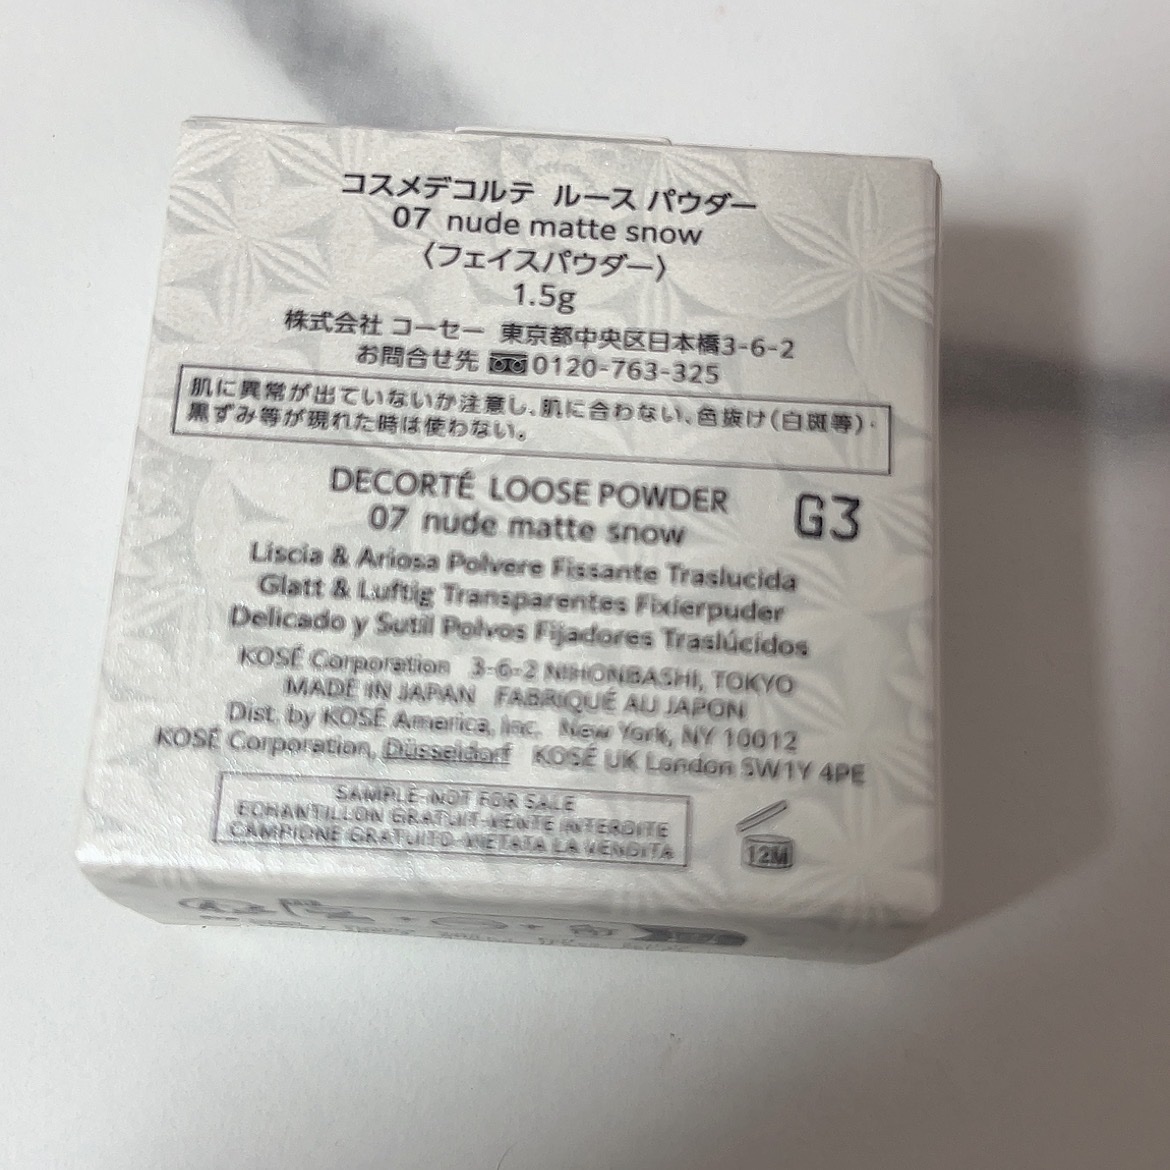 コスメデコルテ ルース パウダー
07 nude matte snow
〈フェイスパウダー〉
1.5g
株式会社 コーセー 東京都中央区日本橋3-6-2
お問合せ先 0120-763-325
肌に異常が出ていないか注意し、肌に合わない、色抜け(白斑等)・
黒ずみ等が現れた時は使わない。
DECORTÉ LOOSE POWDER
G3
07 nude matte snow
Liscia & Ariosa Polvere Fissante Traslucida
Glatt & Luftig Transparentes Fixierpuder
Delicado y Sutil Polvos Fijadores Traslúcidos
KOSÉ Corporation 3-6-2 NIHONBASHI, TOKYO
MADE IN JAPAN FABRIQUÉ AU JAPON
Dist. by KOSÉ America, Inc. New York, NY 10012
KOSÉ Corporation, Düsseldorf KOSÉ UK London SW1Y 4PE
SAMPLE-NOT FOR SALE
ECHANTILLON GRATUIT-VENTE INTERDITE
CAMPIONE GRATUITO-VIETATA LA VENDITA
12M